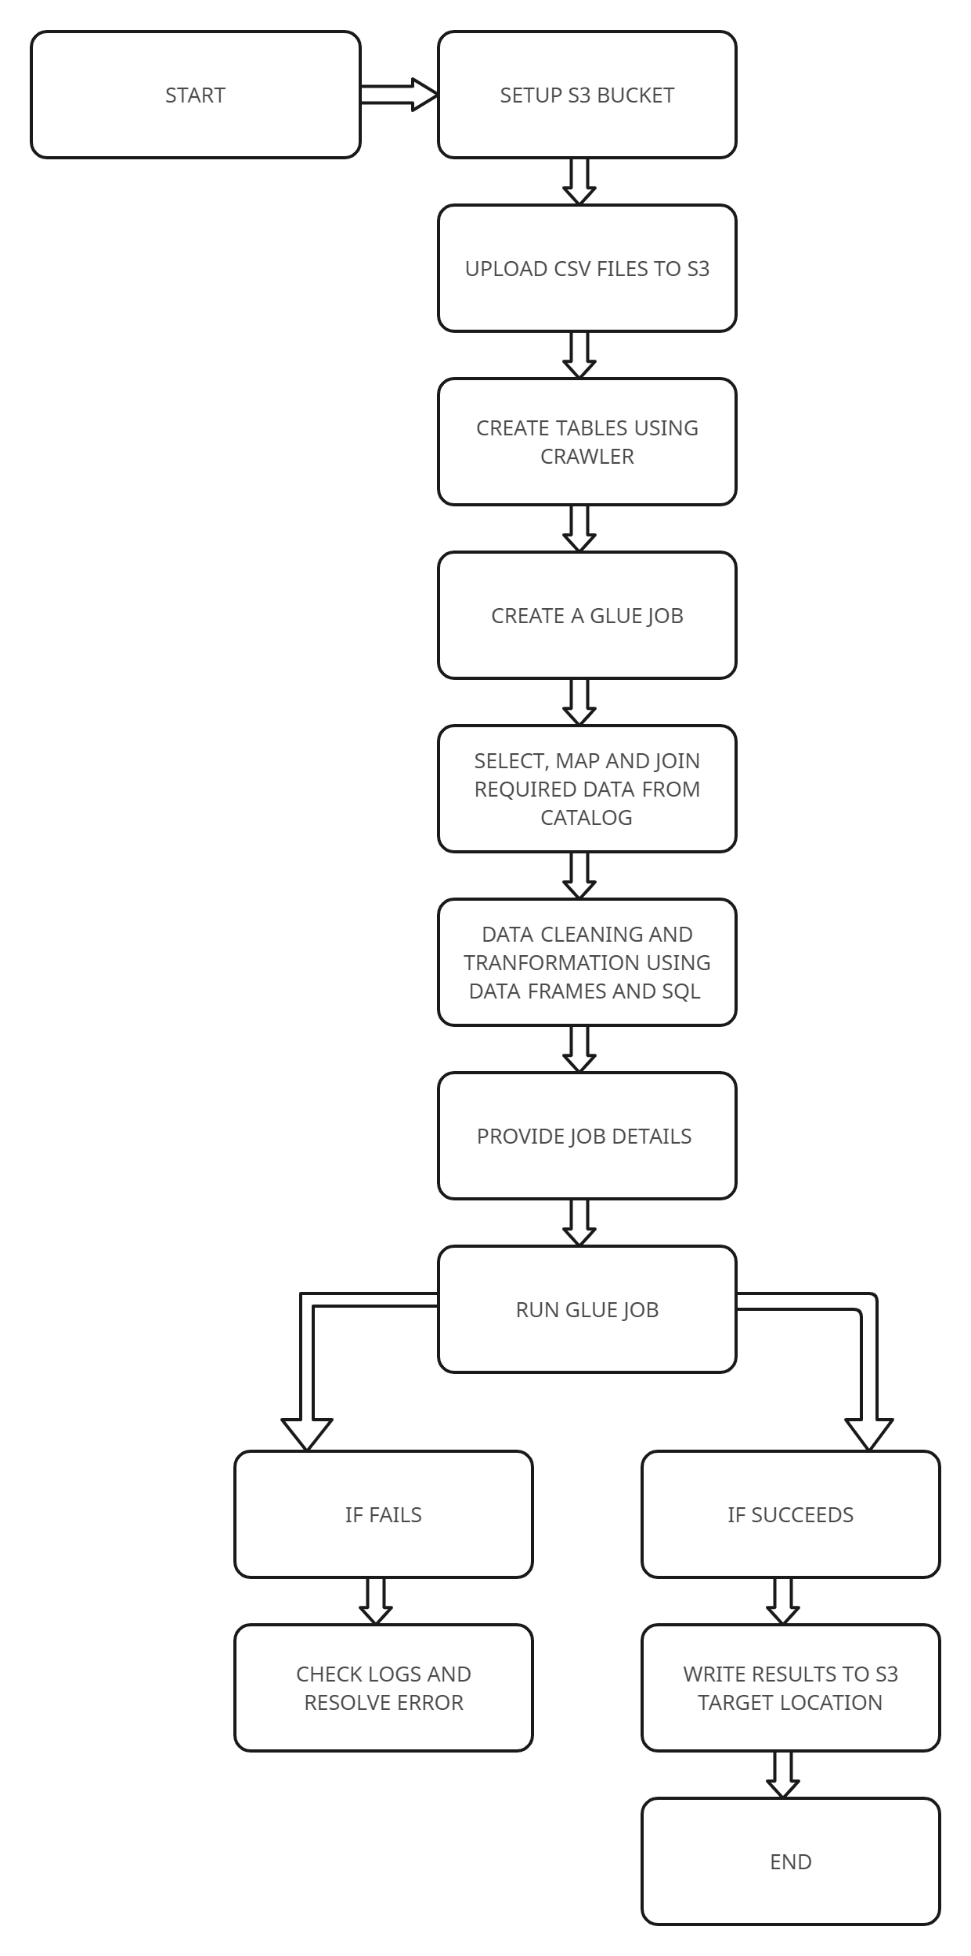 START
SETUP S3 BUCKET
UPLOAD CSV FILES TO S3
CREATE TABLES USING
CRAWLER
CREATE A GLUE JOB
SELECT, MAP AND JOIN
REQUIRED DATA FROM
CATALOG
DATA CLEANING AND
TRANFORMATION USING
DATA FRAMES AND SQL
PROVIDE JOB DETAILS
RUN GLUE JOB
IF FAILS
IF SUCCEEDS
CHECK LOGS AND
RESOLVE ERROR
WRITE RESULTS TO S3
TARGET LOCATION
END